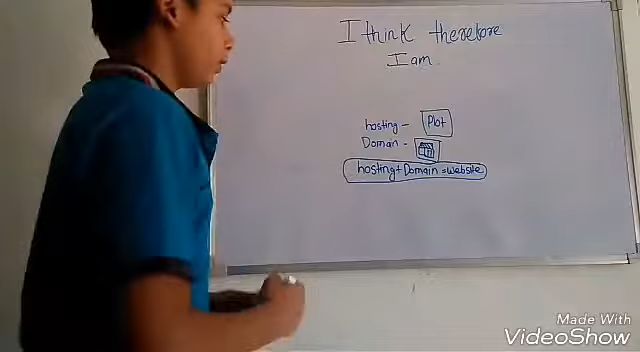 I think therefore
I am.
hosting - Plot
Domain -
hosting + Domain = website
Made With
VideoShow